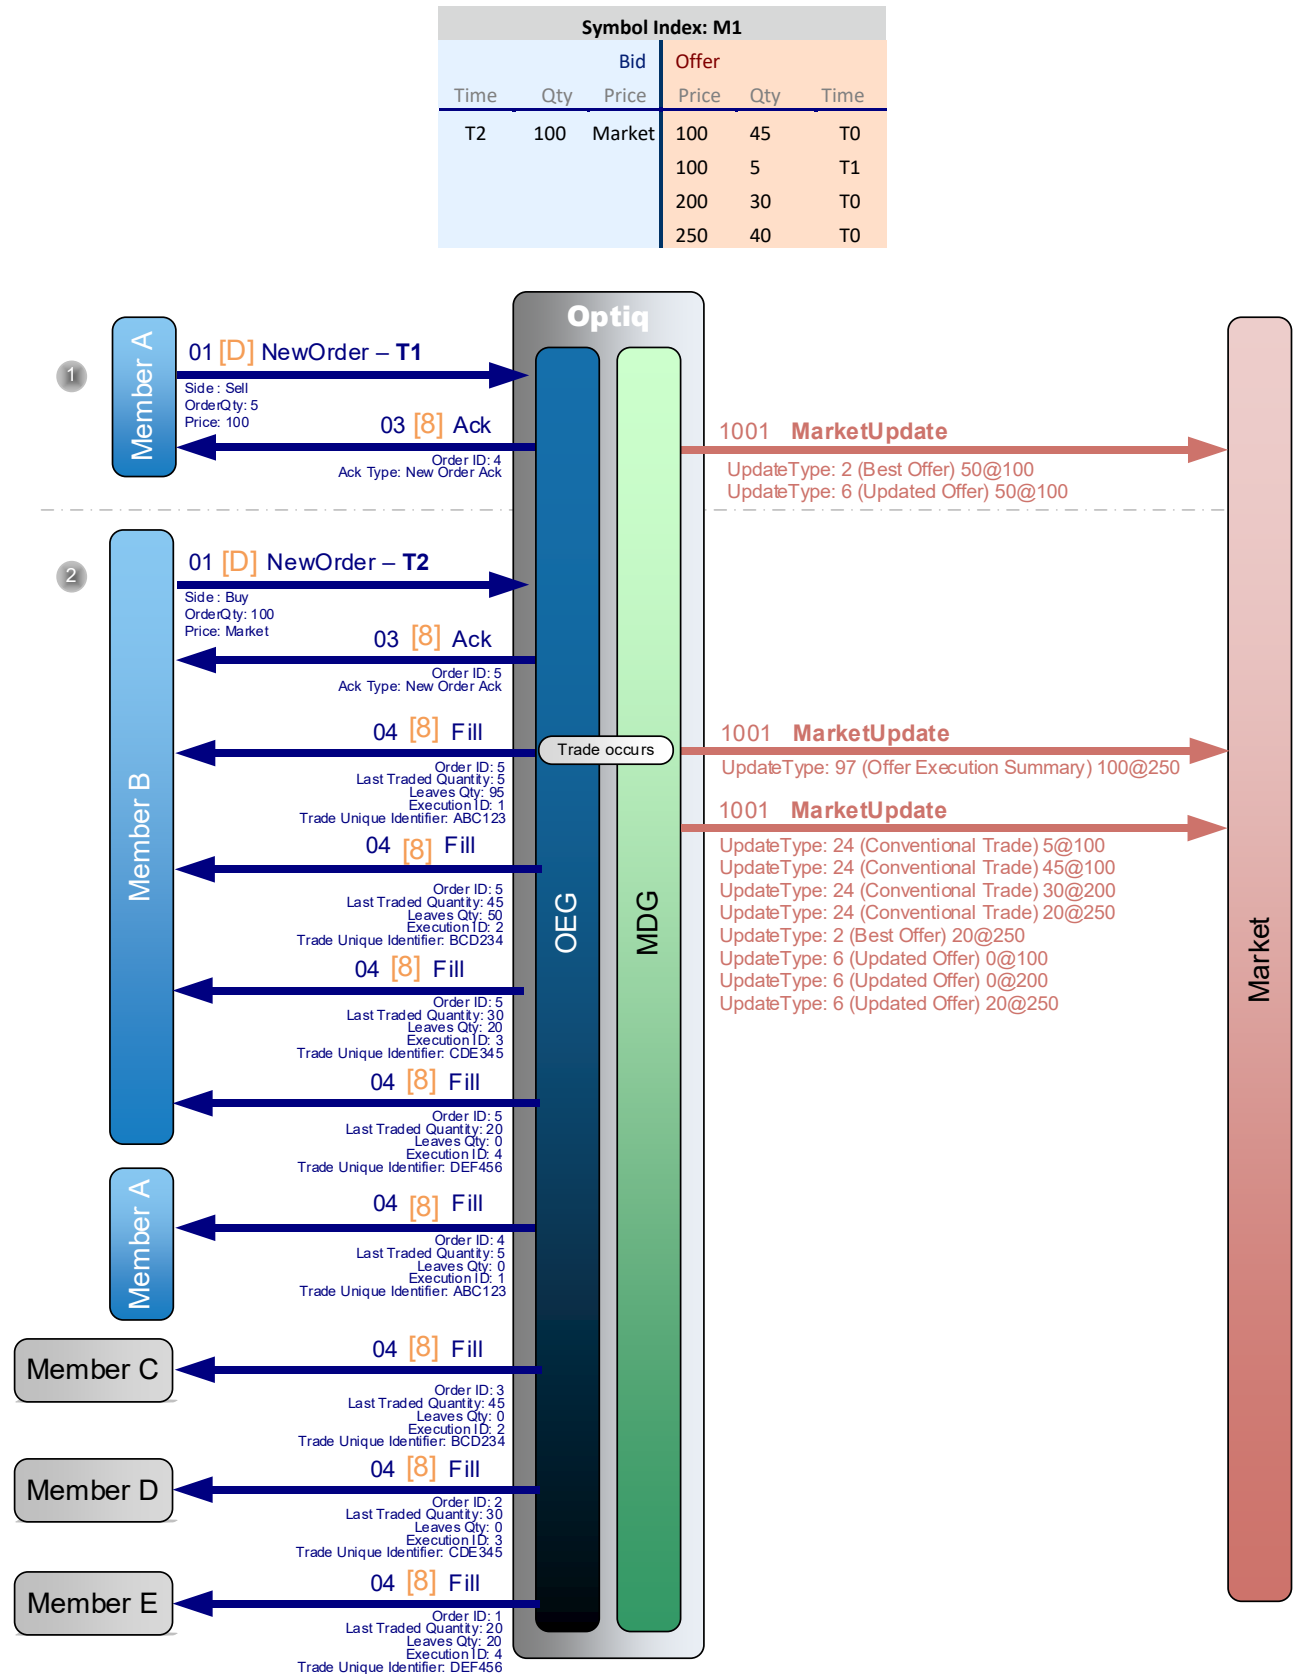 Symbol Index: M1
Bid Offer
Time Qty Price Price Qty Time
T2 100 Market 100 45 T0
100 5 T1
200 30 T0
250 40 T0
Optiq
OEG
MDG
Market
1
Member A
01 [D] NewOrder – T1
Side : Sell
OrderQty: 5
Price: 100
03 [8] Ack
Order ID: 4
Ack Type: New Order Ack
1001 MarketUpdate
UpdateType: 2 (Best Offer) 50@100
UpdateType: 6 (Updated Offer) 50@100
2
Member B
01 [D] NewOrder – T2
Side : Buy
OrderQty: 100
Price: Market
03 [8] Ack
Order ID: 5
Ack Type: New Order Ack
04 [8] Fill
Trade occurs
Order ID: 5
Last Traded Quantity: 5
Leaves Qty: 95
Execution ID: 1
Trade Unique Identifier: ABC123
1001 MarketUpdate
UpdateType: 97 (Offer Execution Summary) 100@250
1001 MarketUpdate
UpdateType: 24 (Conventional Trade) 5@100
UpdateType: 24 (Conventional Trade) 45@100
UpdateType: 24 (Conventional Trade) 30@200
UpdateType: 24 (Conventional Trade) 20@250
UpdateType: 2 (Best Offer) 20@250
UpdateType: 6 (Updated Offer) 0@100
UpdateType: 6 (Updated Offer) 0@200
UpdateType: 6 (Updated Offer) 20@250
04 [8] Fill
Order ID: 5
Last Traded Quantity: 45
Leaves Qty: 50
Execution ID: 2
Trade Unique Identifier: BCD234
04 [8] Fill
Order ID: 5
Last Traded Quantity: 30
Leaves Qty: 20
Execution ID: 3
Trade Unique Identifier: CDE345
04 [8] Fill
Order ID: 5
Last Traded Quantity: 20
Leaves Qty: 0
Execution ID: 4
Trade Unique Identifier: DEF456
Member A
04 [8] Fill
Order ID: 4
Last Traded Quantity: 5
Leaves Qty: 0
Execution ID: 1
Trade Unique Identifier: ABC123
Member C
04 [8] Fill
Order ID: 3
Last Traded Quantity: 45
Leaves Qty: 0
Execution ID: 2
Trade Unique Identifier: BCD234
Member D
04 [8] Fill
Order ID: 2
Last Traded Quantity: 30
Leaves Qty: 0
Execution ID: 3
Trade Unique Identifier: CDE345
Member E
04 [8] Fill
Order ID: 1
Last Traded Quantity: 20
Leaves Qty: 20
Execution ID: 4
Trade Unique Identifier: DEF456